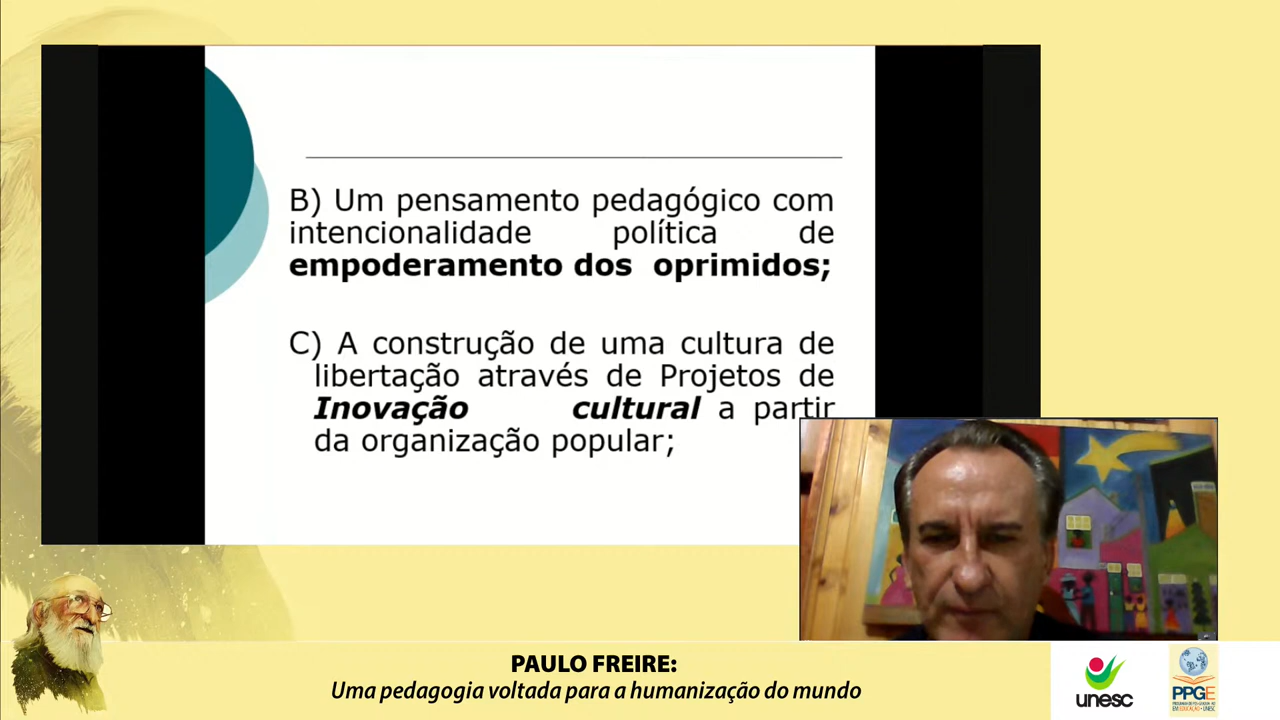 B) Um pensamento pedagógico com
intencionalidade política de
empoderamento dos oprimidos;
C) A construção de uma cultura de
libertação através de Projetos de
Inovação cultural a partir
da organização popular;
PAULO FREIRE:
Uma pedagogia voltada para a humanização do mundo
unesc
PPGE